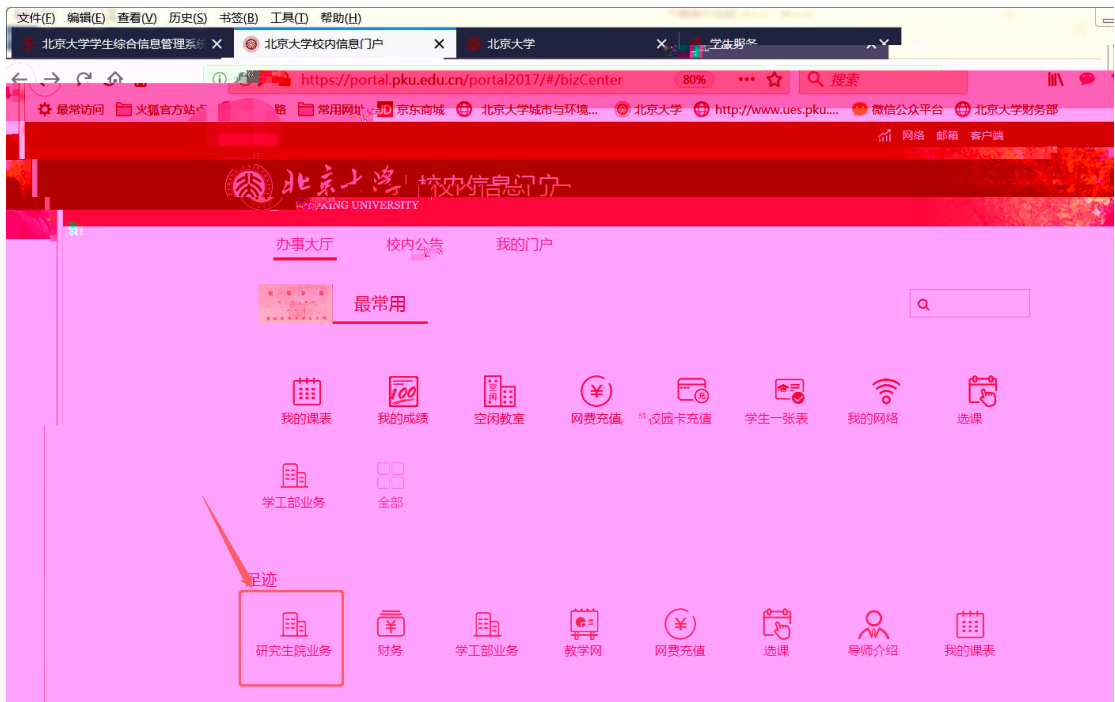 文件(F) 编辑(E) 查看(V) 历史(S) 书签(B) 工具(T) 帮助(H)
北京大学学生综合信息管理系统 北京大学校内信息门户 北京大学
https://portal.pku.edu.cn/portal2017/#/bizCenter 80% 搜索
最常访问 火狐官方站点 常用网址 JD 京东商城 北京大学城市与环境... 北京大学 http://www.ues.pku.... 微信公众平台 北京大学财务部
网络 邮箱 客户端
北京大学 校内信息门户
UNIVERSITY
办事大厅 校内公告 我的门户
最常用
我的课表 我的成绩 空闲教室 网费充值 校园卡充值 学生一张表 我的网络 选课
学工部业务 全部
足迹
研究生院业务 财务 学工部业务 教学网 网费充值 选课 导师介绍 我的课表